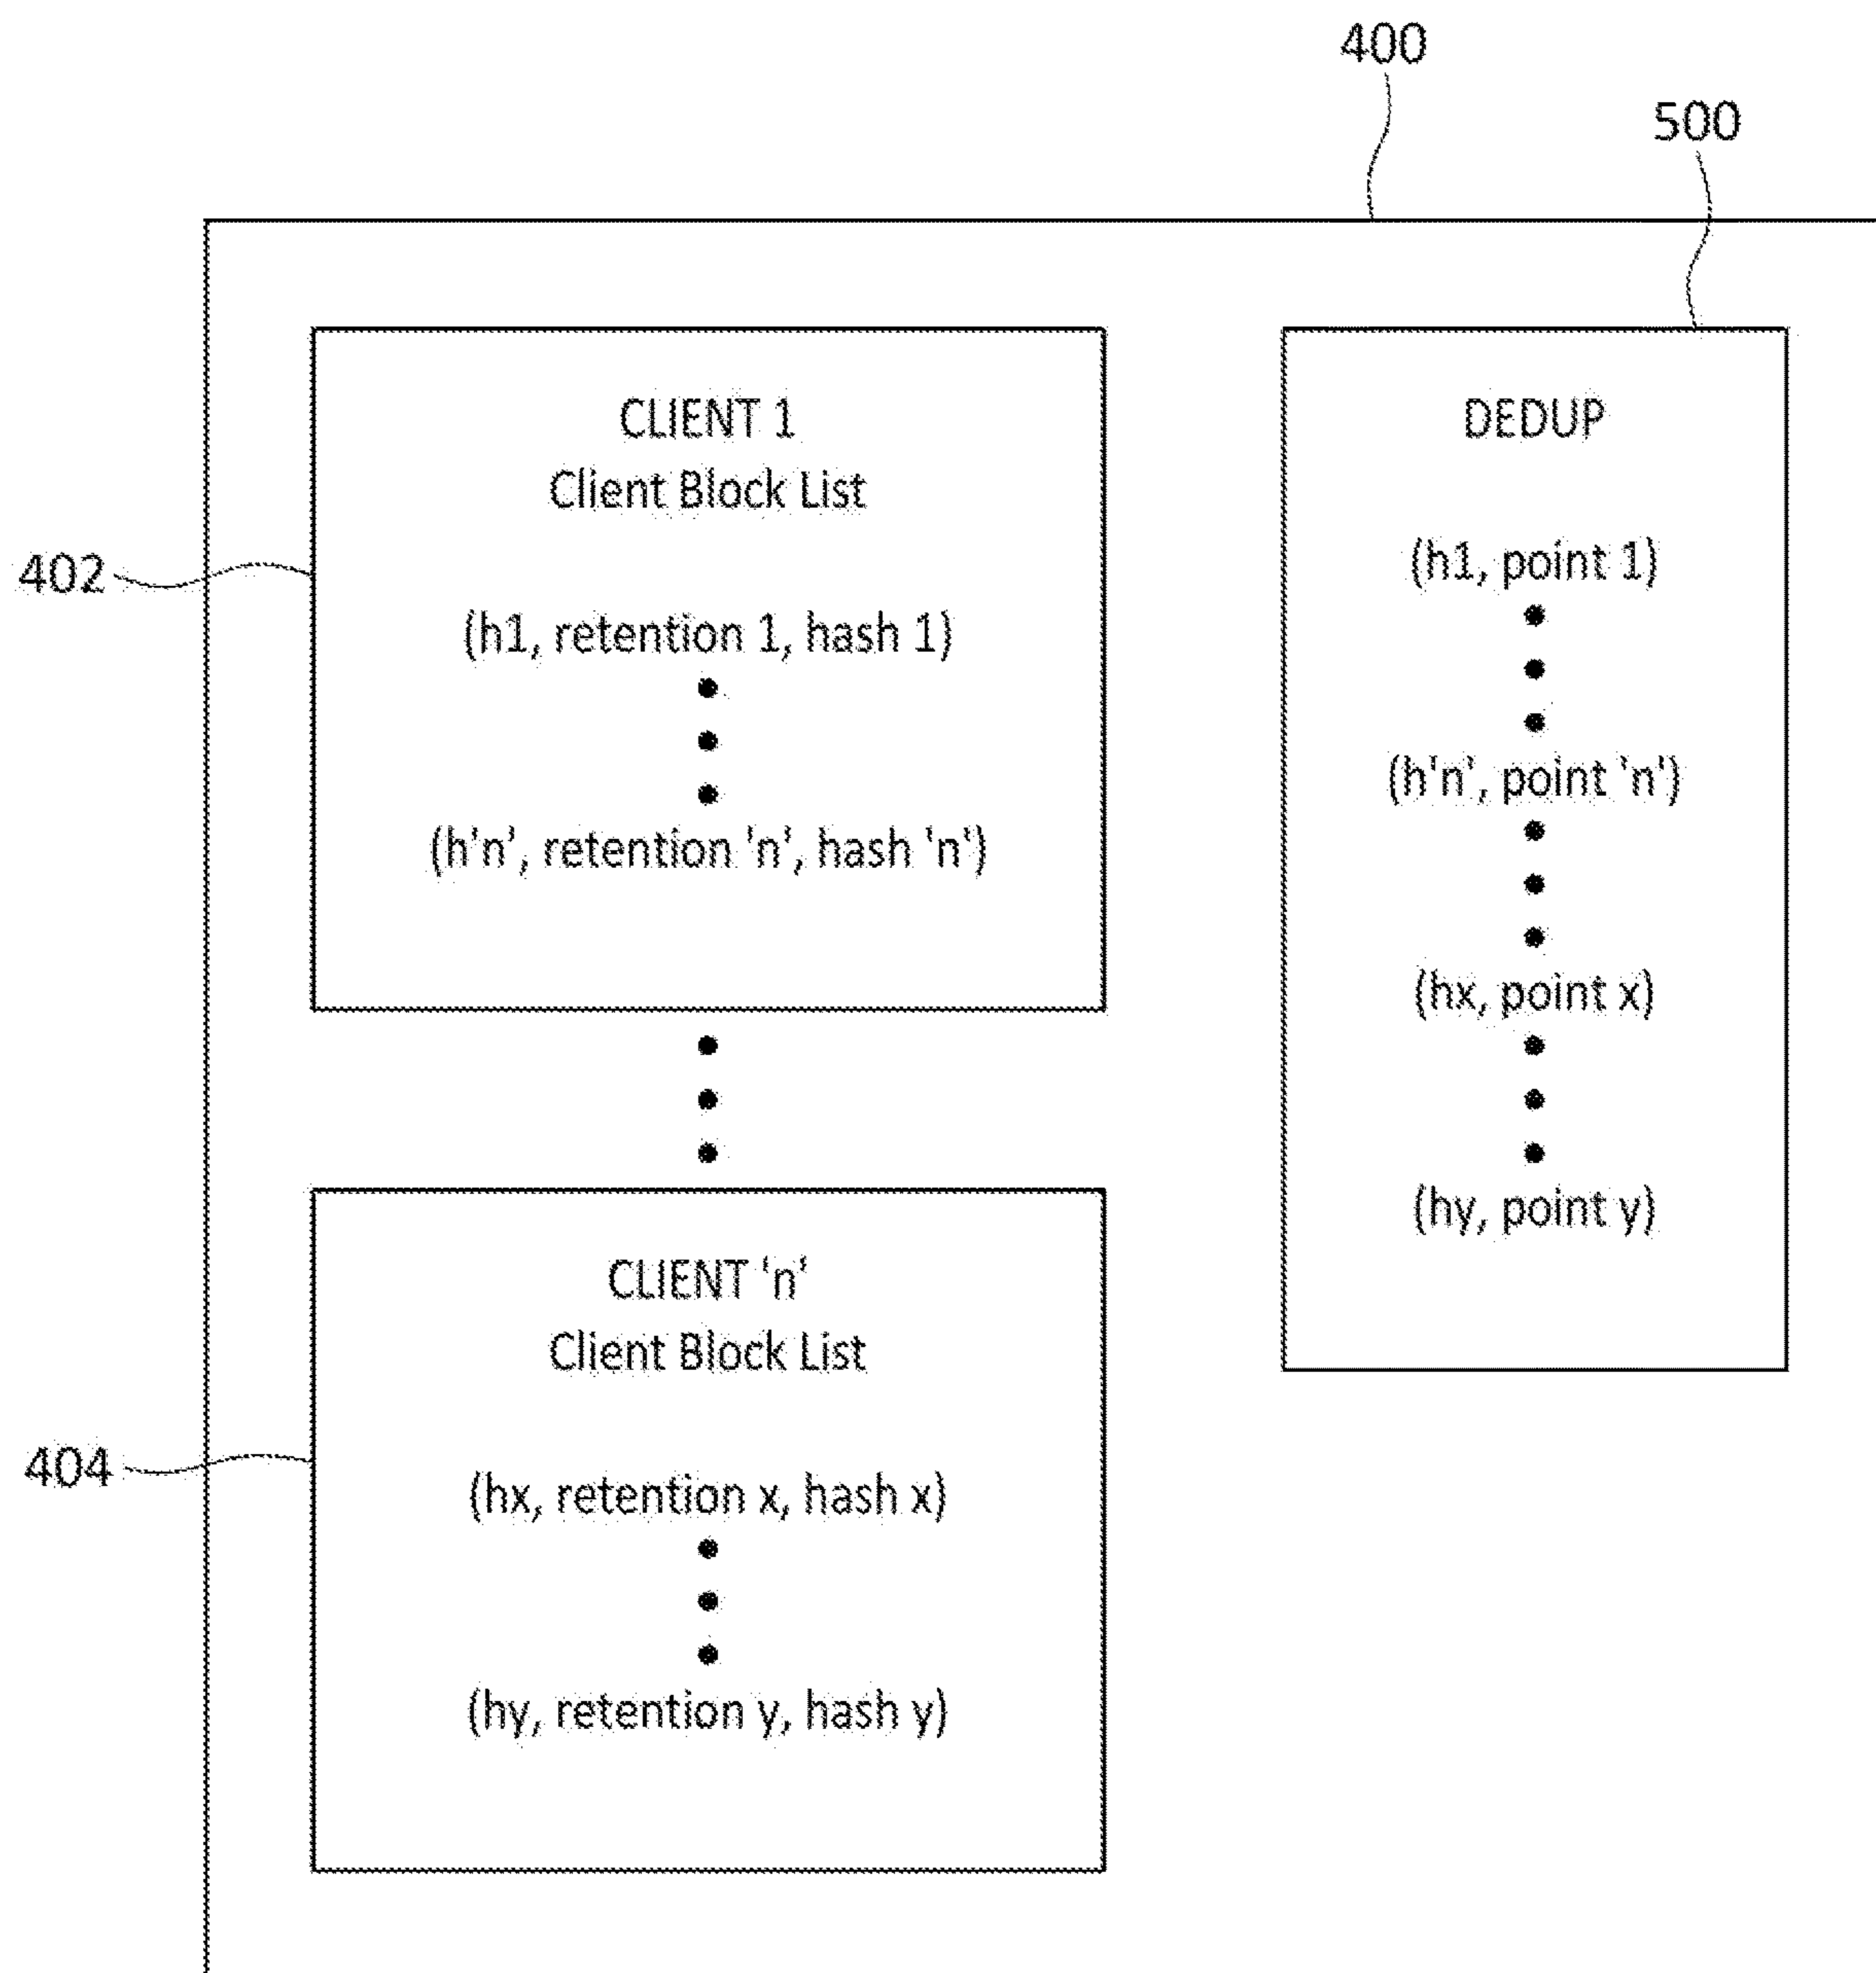 400
500
CLIENT 1
Client Block List
402
(h1, retention 1, hash 1)
(h'n', retention 'n', hash 'n')
DEDUP
(h1, point 1)
(h'n', point 'n')
(hx, point x)
(hy, point y)
CLIENT 'n'
Client Block List
404
(hx, retention x, hash x)
(hy, retention y, hash y)